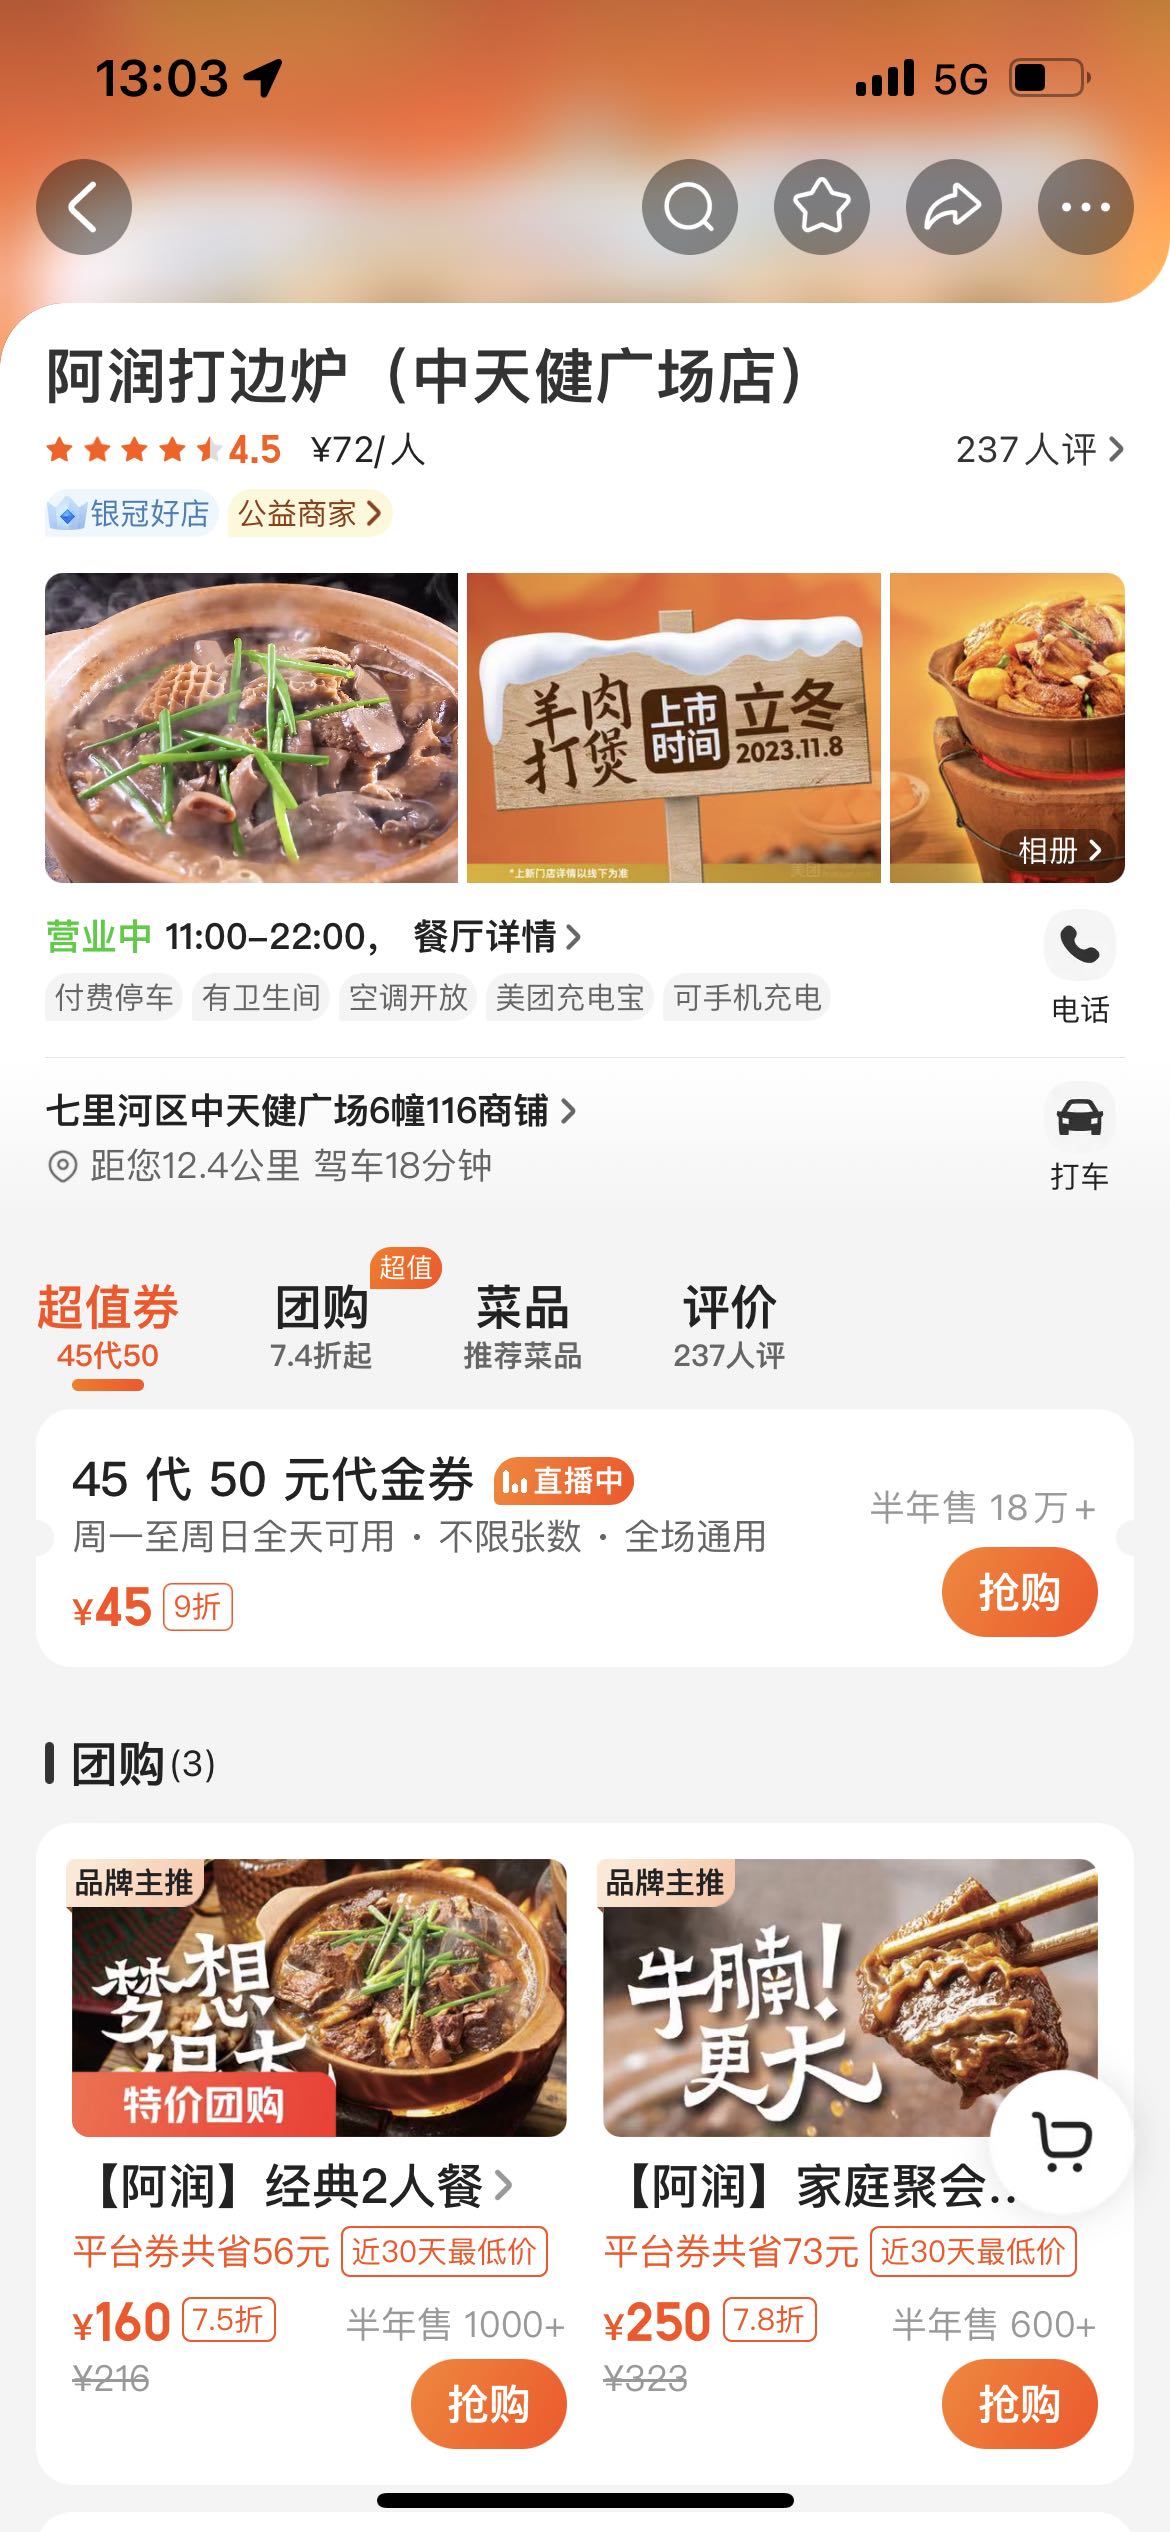 13:03
5G
阿润打边炉（中天健广场店）
4.5 ¥72/人 237人评
银冠好店 公益商家
羊肉打煲 上市时间 立冬 2023.11.8
*上新门店详情以线下为准
美团
相册
营业中 11:00-22:00， 餐厅详情
付费停车 有卫生间 空调开放 美团充电宝 可手机充电
电话
七里河区中天健广场6幢116商铺
距您12.4公里 驾车18分钟
打车
超值券 团购 超值 菜品 评价
45代50 7.4折起 推荐菜品 237人评
45 代 50 元代金券 直播中
周一至周日全天可用 · 不限张数 · 全场通用
半年售 18万+
¥45 9折
抢购
团购(3)
品牌主推
梦想
很大
特价团购
【阿润】经典2人餐
平台券共省56元 近30天最低价
¥160 7.5折 半年售 1000+
¥216
抢购
品牌主推
牛腩！
更大
【阿润】家庭聚会...
平台券共省73元 近30天最低价
¥250 7.8折 半年售 600+
¥323
抢购